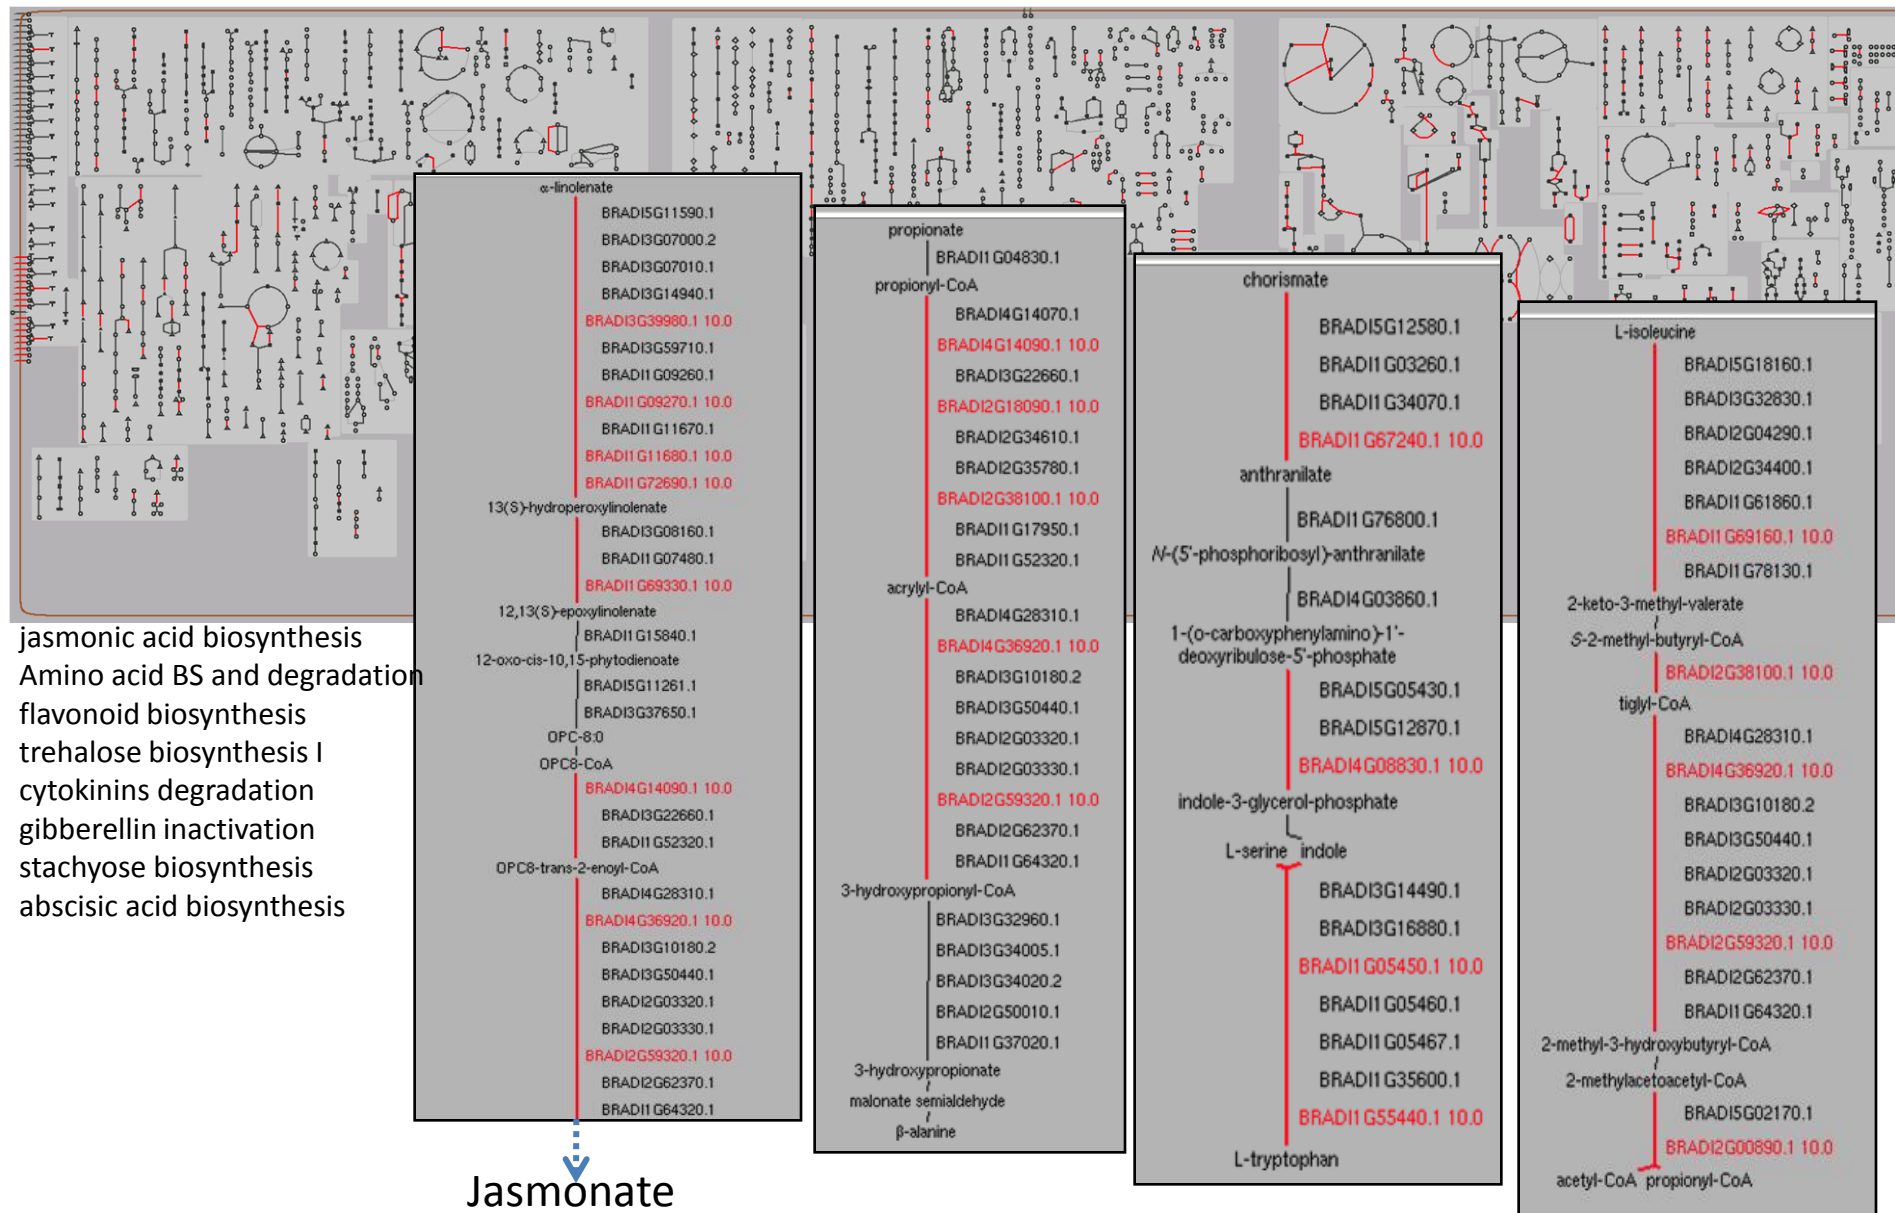 α-linolenate
BRADI5G11590.1
BRADI3G07000.2
BRADI3G07010.1
BRADI3G14940.1
BRADI3G39980.1 10.0
BRADI3G59710.1
BRADI1G09260.1
BRADI1G09270.1 10.0
BRADI1G11670.1
BRADI1G11680.1 10.0
BRADI1G72690.1 10.0
13(S)-hydroperoxylinolenate
BRADI3G08160.1
BRADI1G07480.1
BRADI1G69330.1 10.0
12,13(S)-epoxylinolenate
BRADI1G15840.1
12-oxo-cis-10,15-phytodienoate
BRADI5G11261.1
BRADI3G37650.1
OPC-8:0
OPC8-CoA
BRADI4G14090.1 10.0
BRADI3G22660.1
BRADI1G52320.1
OPC8-trans-2-enoyl-CoA
BRADI4G28310.1
BRADI4G36920.1 10.0
BRADI3G10180.2
BRADI3G50440.1
BRADI2G03320.1
BRADI2G03330.1
BRADI2G59320.1 10.0
BRADI2G62370.1
BRADI1G64320.1
Jasmonate
propionate
BRADI1G04830.1
propionyl-CoA
BRADI4G14070.1
BRADI4G14090.1 10.0
BRADI3G22660.1
BRADI2G18090.1 10.0
BRADI2G34610.1
BRADI2G35780.1
BRADI2G38100.1 10.0
BRADI1G17950.1
BRADI1G52320.1
acrylyl-CoA
BRADI4G28310.1
BRADI4G36920.1 10.0
BRADI3G10180.2
BRADI3G50440.1
BRADI2G03320.1
BRADI2G03330.1
BRADI2G59320.1 10.0
BRADI2G62370.1
BRADI1G64320.1
3-hydroxypropionyl-CoA
BRADI3G32960.1
BRADI3G34005.1
BRADI3G34020.2
BRADI2G50010.1
BRADI1G37020.1
3-hydroxypropionate
malonate semialdehyde
β-alanine
chorismate
BRADI5G12580.1
BRADI1G03260.1
BRADI1G34070.1
BRADI1G67240.1 10.0
anthranilate
BRADI1G76800.1
N-(5'-phosphoribosyl)-anthranilate
BRADI4G03860.1
1-(o-carboxyphenylamino)-1'-
deoxyribulose-5'-phosphate
BRADI5G05430.1
BRADI5G12870.1
BRADI4G08830.1 10.0
indole-3-glycerol-phosphate
L-serine indole
BRADI3G14490.1
BRADI3G16880.1
BRADI1G05450.1 10.0
BRADI1G05460.1
BRADI1G05467.1
BRADI1G35600.1
BRADI1G55440.1 10.0
L-tryptophan
L-isoleucine
BRADI5G18160.1
BRADI3G32830.1
BRADI2G04290.1
BRADI2G34400.1
BRADI1G61860.1
BRADI1G69160.1 10.0
BRADI1G78130.1
2-keto-3-methyl-valerate
S-2-methyl-butyryl-CoA
BRADI2G38100.1 10.0
tiglyl-CoA
BRADI4G28310.1
BRADI4G36920.1 10.0
BRADI3G10180.2
BRADI3G50440.1
BRADI2G03320.1
BRADI2G03330.1
BRADI2G59320.1 10.0
BRADI2G62370.1
BRADI1G64320.1
2-methyl-3-hydroxybutyryl-CoA
2-methylacetoacetyl-CoA
BRADI5G02170.1
BRADI2G00890.1 10.0
acetyl-CoA propionyl-CoA
jasmonic acid biosynthesis
Amino acid BS and degradation
flavonoid biosynthesis
trehalose biosynthesis I
cytokinins degradation
gibberellin inactivation
stachyose biosynthesis
abscisic acid biosynthesis